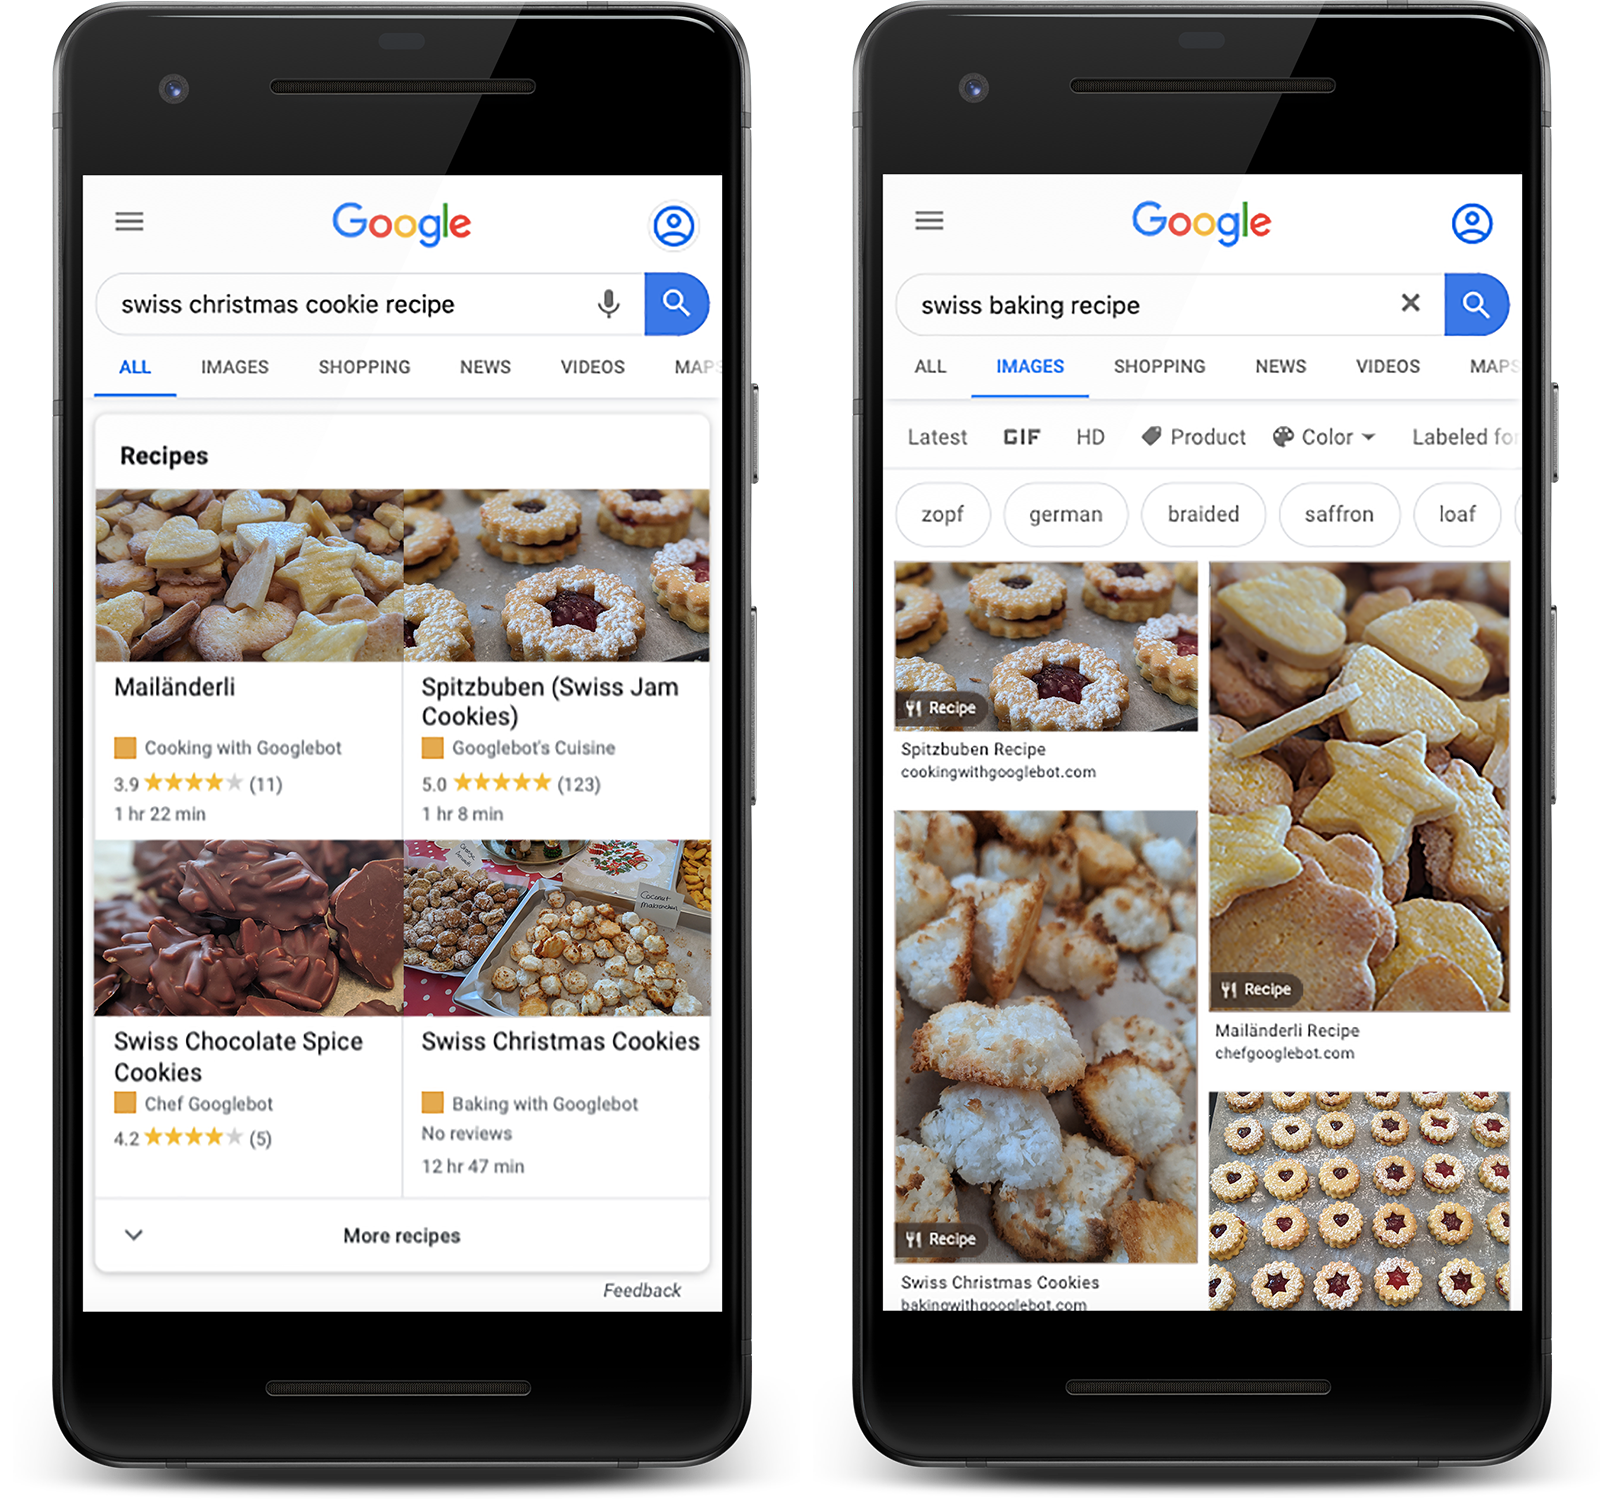 Google
swiss christmas cookie recipe
ALL IMAGES SHOPPING NEWS VIDEOS MAPS
Recipes
Mailänderli
Cooking with Googlebot
3.9 (11)
1 hr 22 min
Spitzbuben (Swiss Jam
Cookies)
Googlebot's Cuisine
5.0 (123)
1 hr 8 min
Coconut
Swiss Chocolate Spice
Cookies
Chef Googlebot
4.2 (5)
Swiss Christmas Cookies
Baking with Googlebot
No reviews
12 hr 47 min
More recipes
Feedback
Google
swiss baking recipe
ALL IMAGES SHOPPING NEWS VIDEOS MAPS
Latest GIF HD Product Color Labeled for
zopf german braided saffron loaf
Recipe
Spitzbuben Recipe
cookingwithgooglebot.com
Recipe
Mailänderli Recipe
chefgooglebot.com
Recipe
Swiss Christmas Cookies
bakingwithgooglebot.com